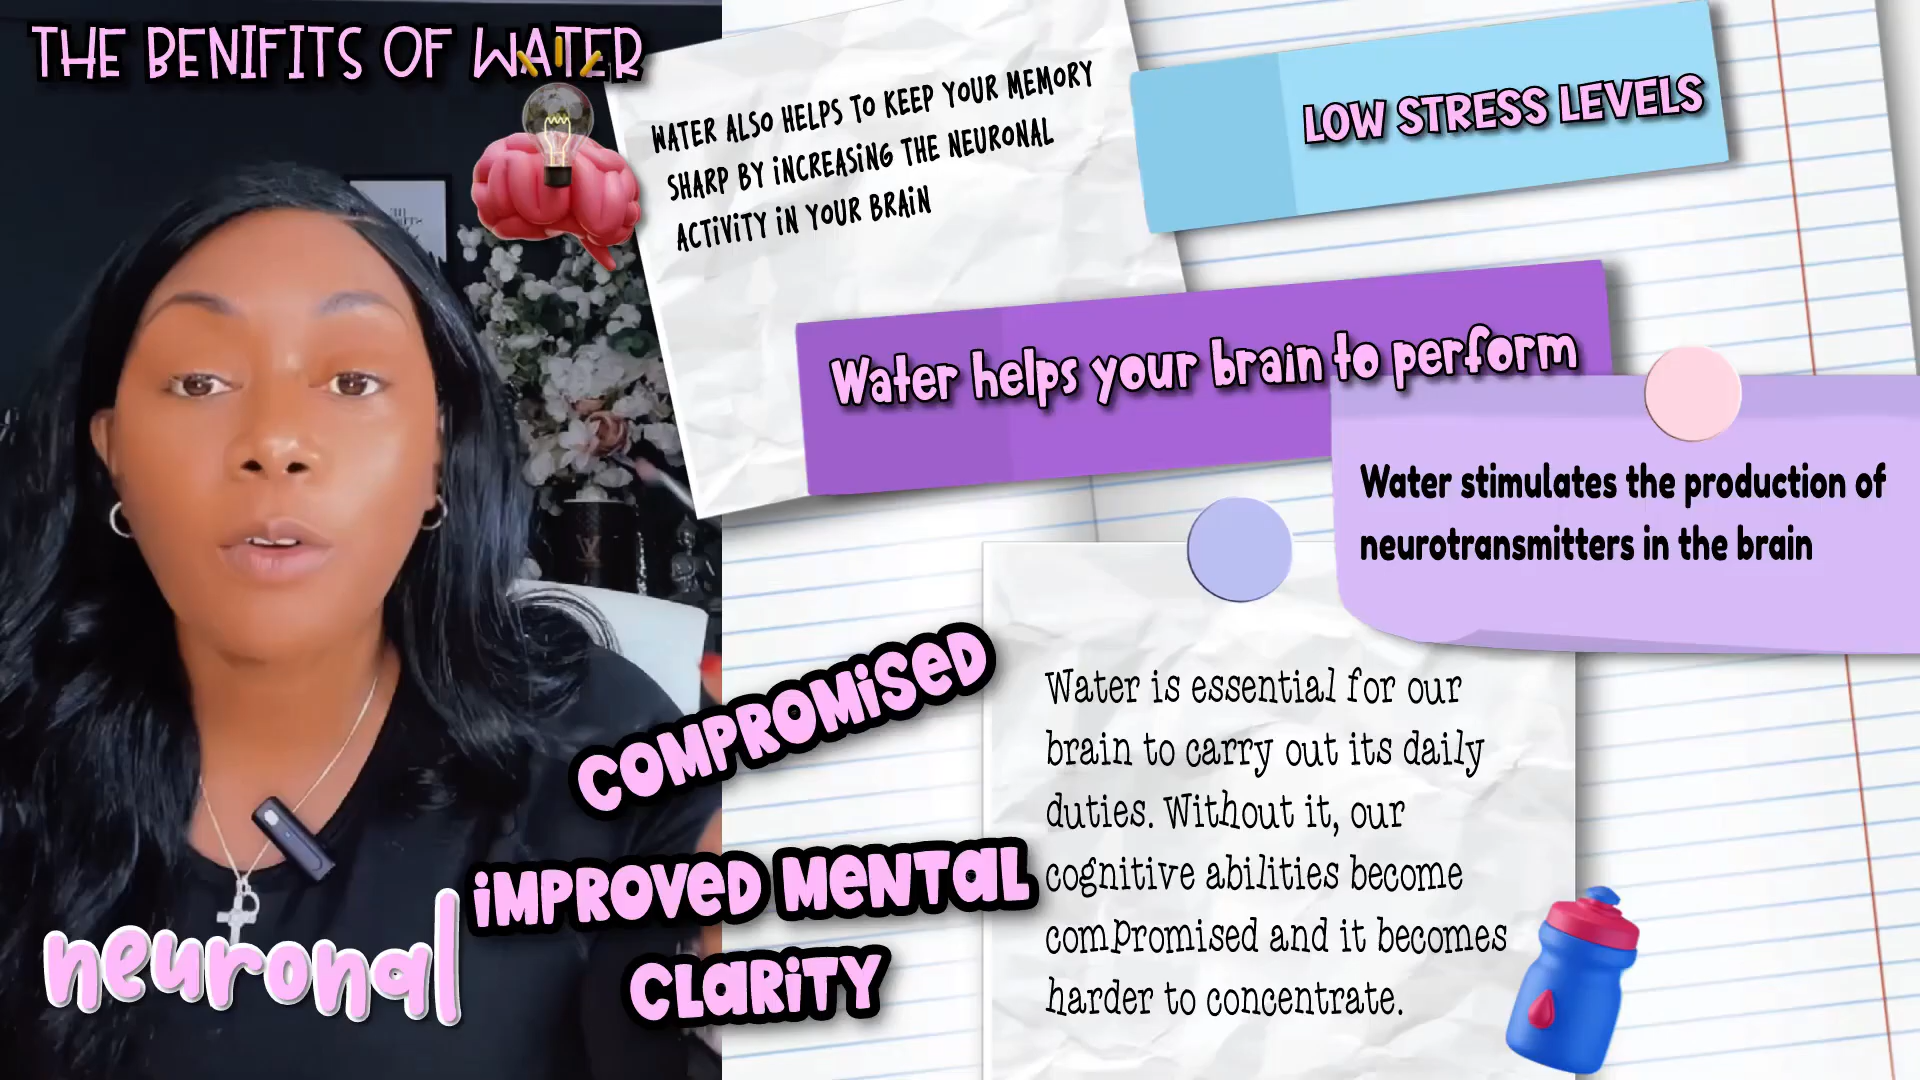 THE BENIFITS OF WATER
WATER ALSO HELPS TO KEEP YOUR MEMORY
SHARP BY INCREASING THE NEURONAL
ACTIVITY IN YOUR BRAIN
LOW STRESS LEVELS
Water helps your brain to perform
Water stimulates the production of
neurotransmitters in the brain
COMPROMISED
Water is essential for our
brain to carry out its daily
duties. Without it, our
cognitive abilities become
compromised and it becomes
harder to concentrate.
IMPROVED MENTAL
CLARITY
neuronal